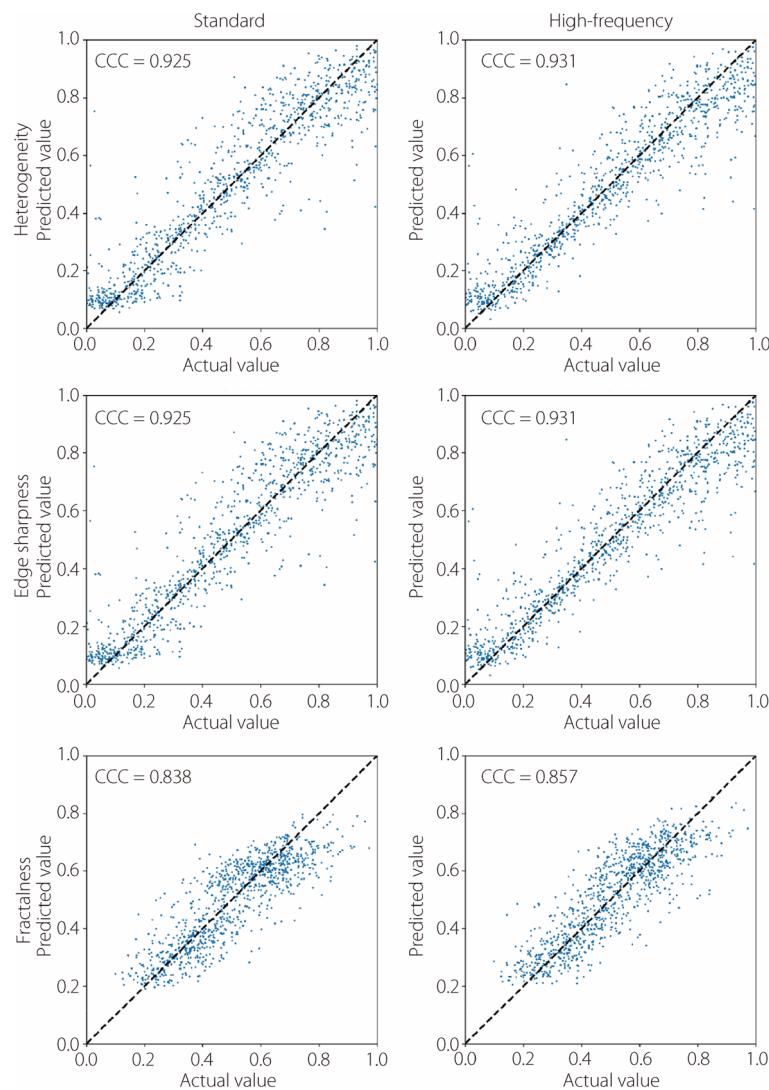 Standard
High-frequency
CCC = 0.925
CCC = 0.931
Heterogeneity
Predicted value
Predicted value
1.0
0.8
0.6
0.4
0.2
0.0
1.0
0.8
0.6
0.4
0.2
0.0
0.0 0.2 0.4 0.6 0.8 1.0
0.0 0.2 0.4 0.6 0.8 1.0
Actual value
Actual value
CCC = 0.925
CCC = 0.931
Edge sharpness
Predicted value
Predicted value
1.0
0.8
0.6
0.4
0.2
0.0
1.0
0.8
0.6
0.4
0.2
0.0
0.0 0.2 0.4 0.6 0.8 1.0
0.0 0.2 0.4 0.6 0.8 1.0
Actual value
Actual value
CCC = 0.838
CCC = 0.857
Fractalness
Predicted value
Predicted value
1.0
0.8
0.6
0.4
0.2
0.0
1.0
0.8
0.6
0.4
0.2
0.0
0.0 0.2 0.4 0.6 0.8 1.0
0.0 0.2 0.4 0.6 0.8 1.0
Actual value
Actual value